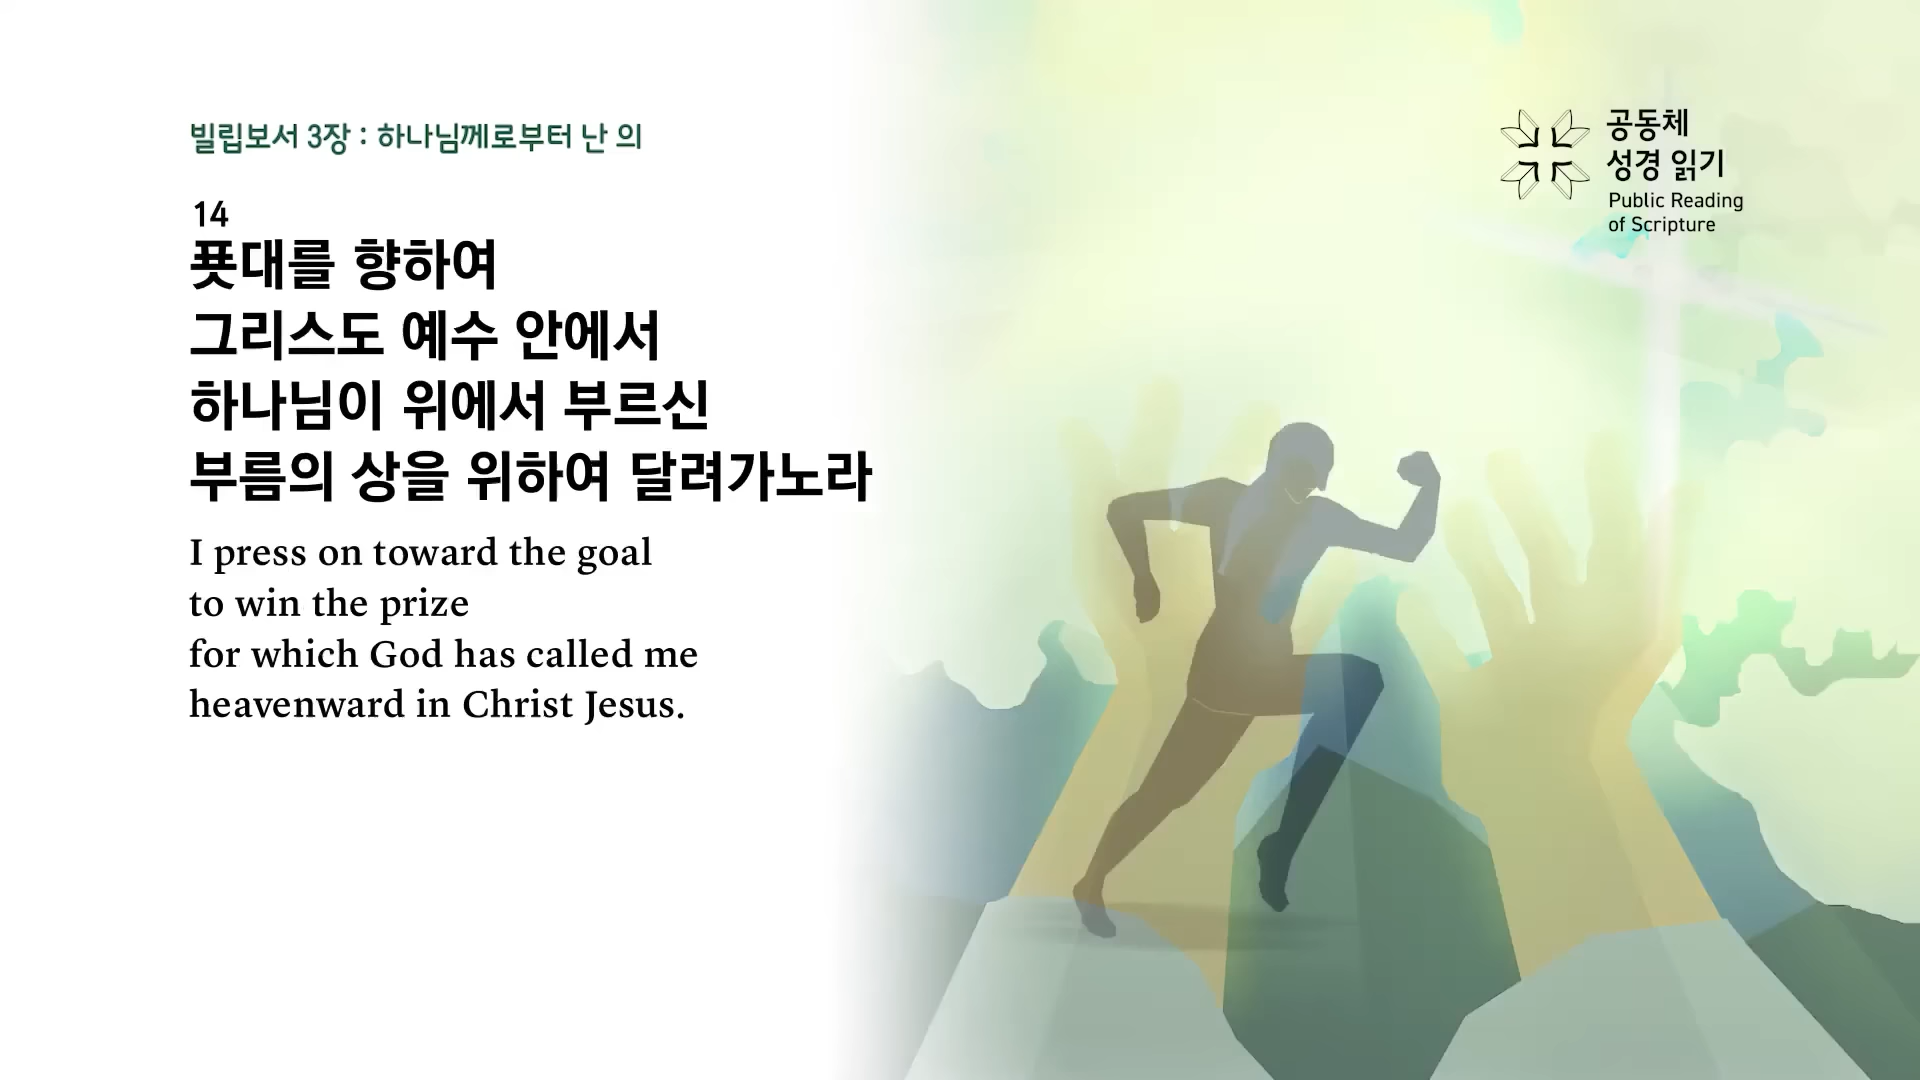 빌립보서 3장 : 하나님께로부터 난 의
14
푯대를 향하여
그리스도 예수 안에서
하나님이 위에서 부르신
부름의 상을 위하여 달려가노라
I press on toward the goal
to win the prize
for which God has called me
heavenward in Christ Jesus.
공동체
성경 읽기
Public Reading
of Scripture